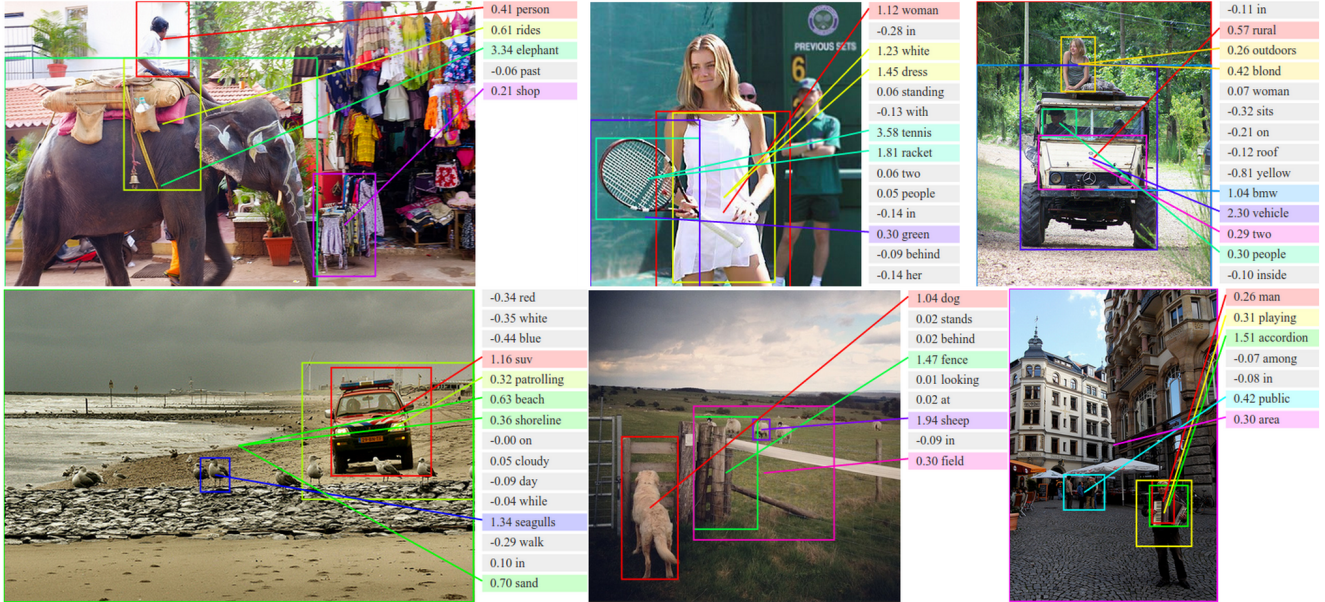 0.41 person
0.61 rides
3.34 elephant
-0.06 past
0.21 shop
PREVIOUS SETS
6
1.12 woman
-0.28 in
1.23 white
1.45 dress
0.06 standing
-0.13 with
3.58 tennis
1.81 racket
0.06 two
0.05 people
-0.14 in
0.30 green
-0.09 behind
-0.14 her
-0.11 in
0.57 rural
0.26 outdoors
0.42 blond
0.07 woman
-0.32 sits
-0.21 on
-0.12 roof
-0.81 yellow
1.04 bmw
2.30 vehicle
0.29 two
0.30 people
-0.10 inside
-0.34 red
-0.35 white
-0.44 blue
1.16 suv
0.32 patrolling
0.63 beach
0.36 shoreline
-0.00 on
0.05 cloudy
-0.09 day
-0.04 while
1.34 seagulls
-0.29 walk
0.10 in
0.70 sand
1.04 dog
0.02 stands
0.02 behind
1.47 fence
0.01 looking
0.02 at
1.94 sheep
-0.09 in
0.30 field
0.26 man
0.31 playing
1.51 accordion
-0.07 among
-0.08 in
0.42 public
0.30 area